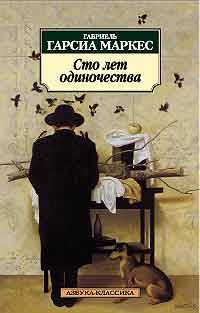 ГАБРИЕЛЬ
ГАРСИА МАРКЕС
Сто лет
одиночества
АЗБУКА-КЛАССИКА